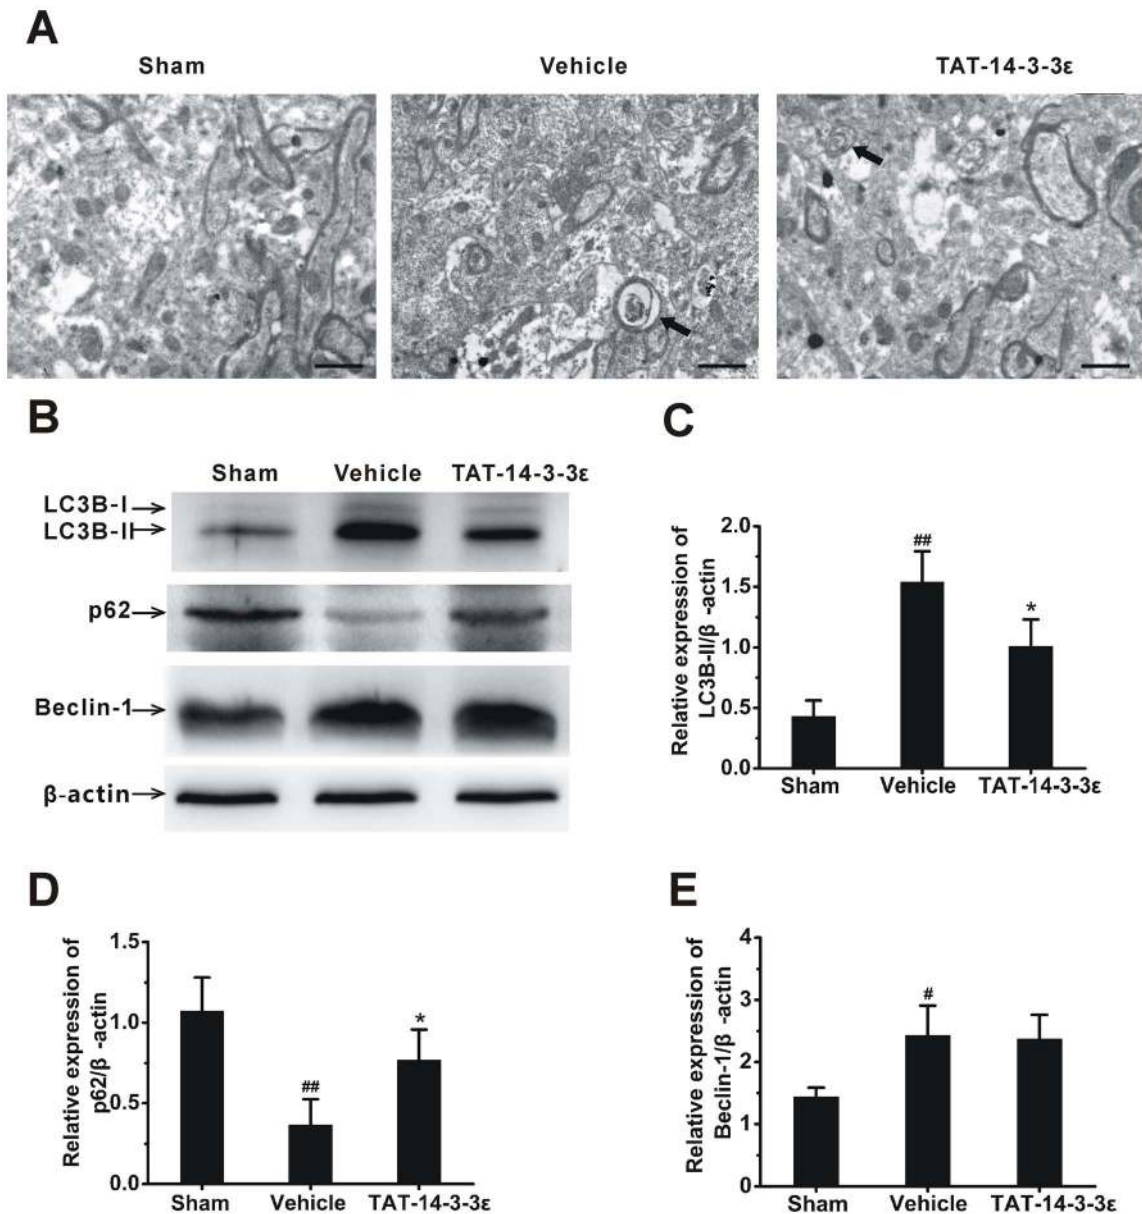 A
Sham Vehicle TAT-14-3-3ε
B
Sham Vehicle TAT-14-3-3ε
LC3B-I
LC3B-II
p62
Beclin-1
β-actin
C
Relative expression of
LC3B-II/β -actin
2.0
1.5
1.0
0.5
0.0
##
*
Sham Vehicle TAT-14-3-3ε
D
Relative expression of
p62/β -actin
1.5
1.0
0.5
0.0
##
*
Sham Vehicle TAT-14-3-3ε
E
Relative expression of
Beclin-1/β -actin
4
3
2
1
0
#
Sham Vehicle TAT-14-3-3ε